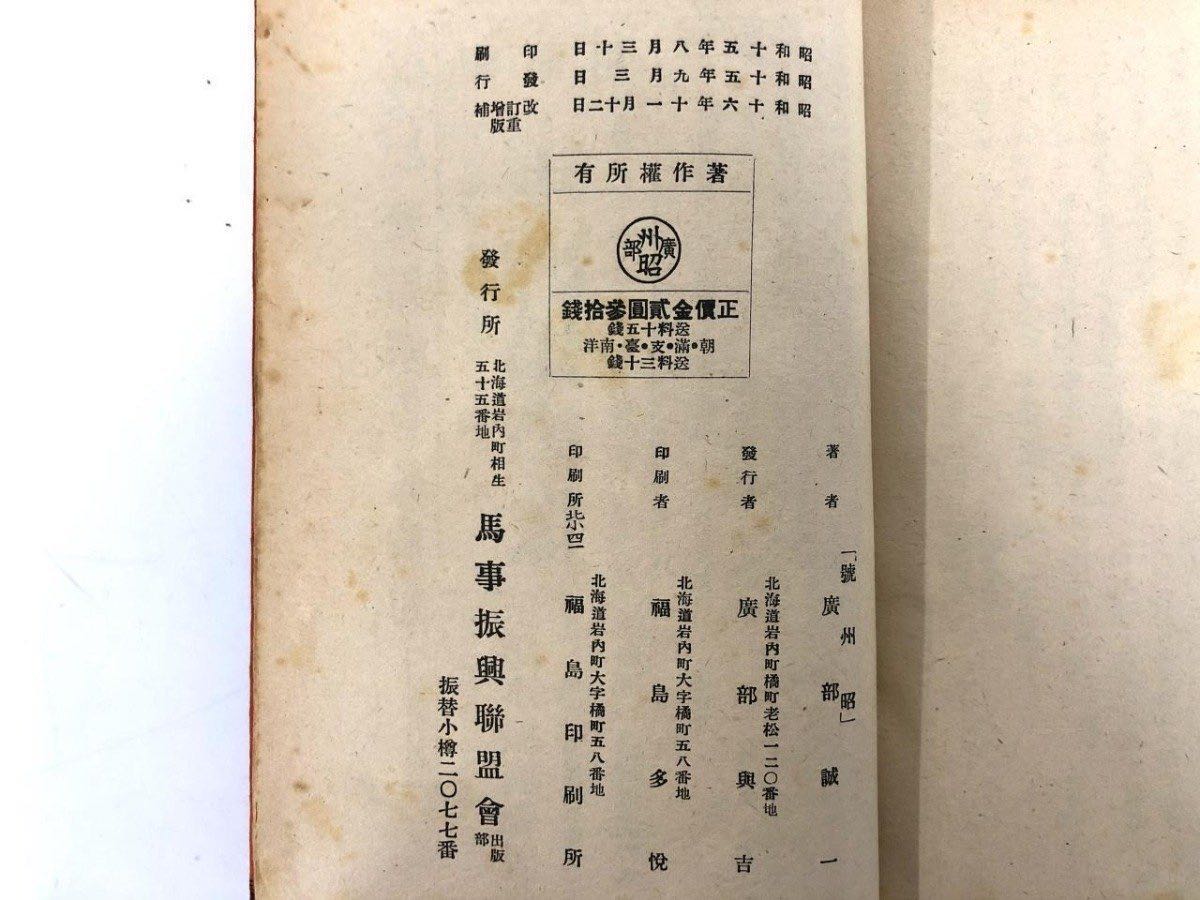 昭和十五年八月三十日 印刷
昭和十五年九月三日 發行
昭和十六年十一月十二日 改訂增補
重版
著作權所有
廣部
州昭
正價金貳圓參拾錢
送料十五錢
朝・滿・支・臺・南洋
送料三十錢
「號 州 昭」
著者 廣部誠一
北海道岩內町橘町老松一二〇番地
發行者 廣部與吉
北海道岩內町大字橘町五八番地
印刷者 福島多悅
北海道岩內町大字橘町五八番地
印刷所 北小四一 福島印刷所
發行所
北海道岩內町相生
五十五番地
馬事振興聯盟會
出版
部
振替小樽二〇七七番